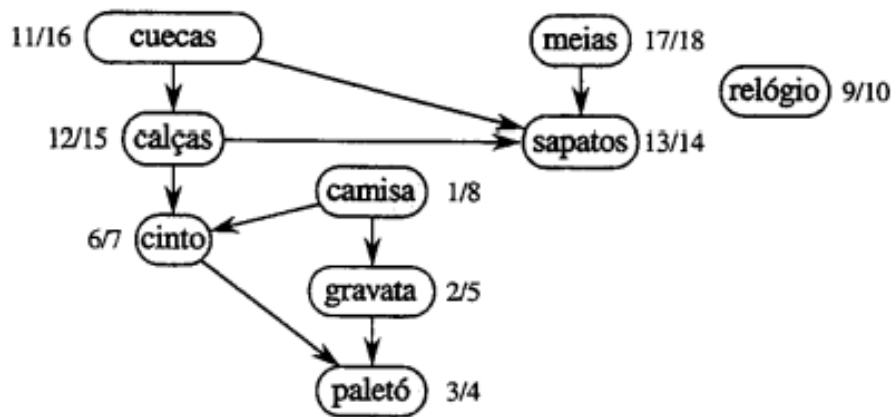 11/16 cuecas meias 17/18
relógio 9/10
12/15 calças sapatos 13/14
camisa 1/8
6/7 cinto
gravata 2/5
paletó 3/4